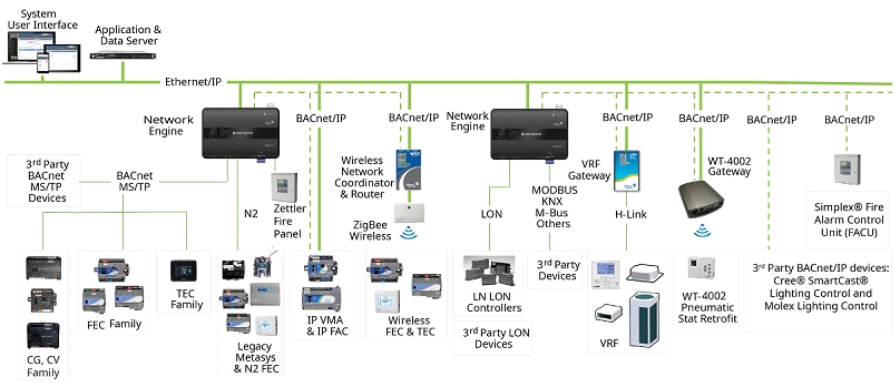 System
User Interface
Application &
Data Server
Ethernet/IP
Network
Engine
BACnet/IP
BACnet/IP
Network
Engine
BACnet/IP
BACnet/IP
BACnet/IP
BACnet/IP
3rd Party
BACnet
MS/TP
Devices
BACnet
MS/TP
N2
Zettler
Fire
Panel
Wireless
Network
Coordinator
& Router
ZigBee
Wireless
LON
MODBUS
KNX
M-Bus
Others
VRF
Gateway
H-Link
WT-4002
Gateway
Simplex® Fire
Alarm Control
Unit (FACU)
CG, CV
Family
FEC Family
TEC
Family
Legacy
Metasys
& N2 FEC
IP VMA
& IP FAC
Wireless
FEC & TEC
LN LON
Controllers
3rd Party LON
Devices
3rd Party
Devices
VRF
WT-4002
Pneumatic
Stat Retrofit
3rd Party BACnet/IP devices:
Cree® SmartCast®
Lighting Control and
Molex Lighting Control